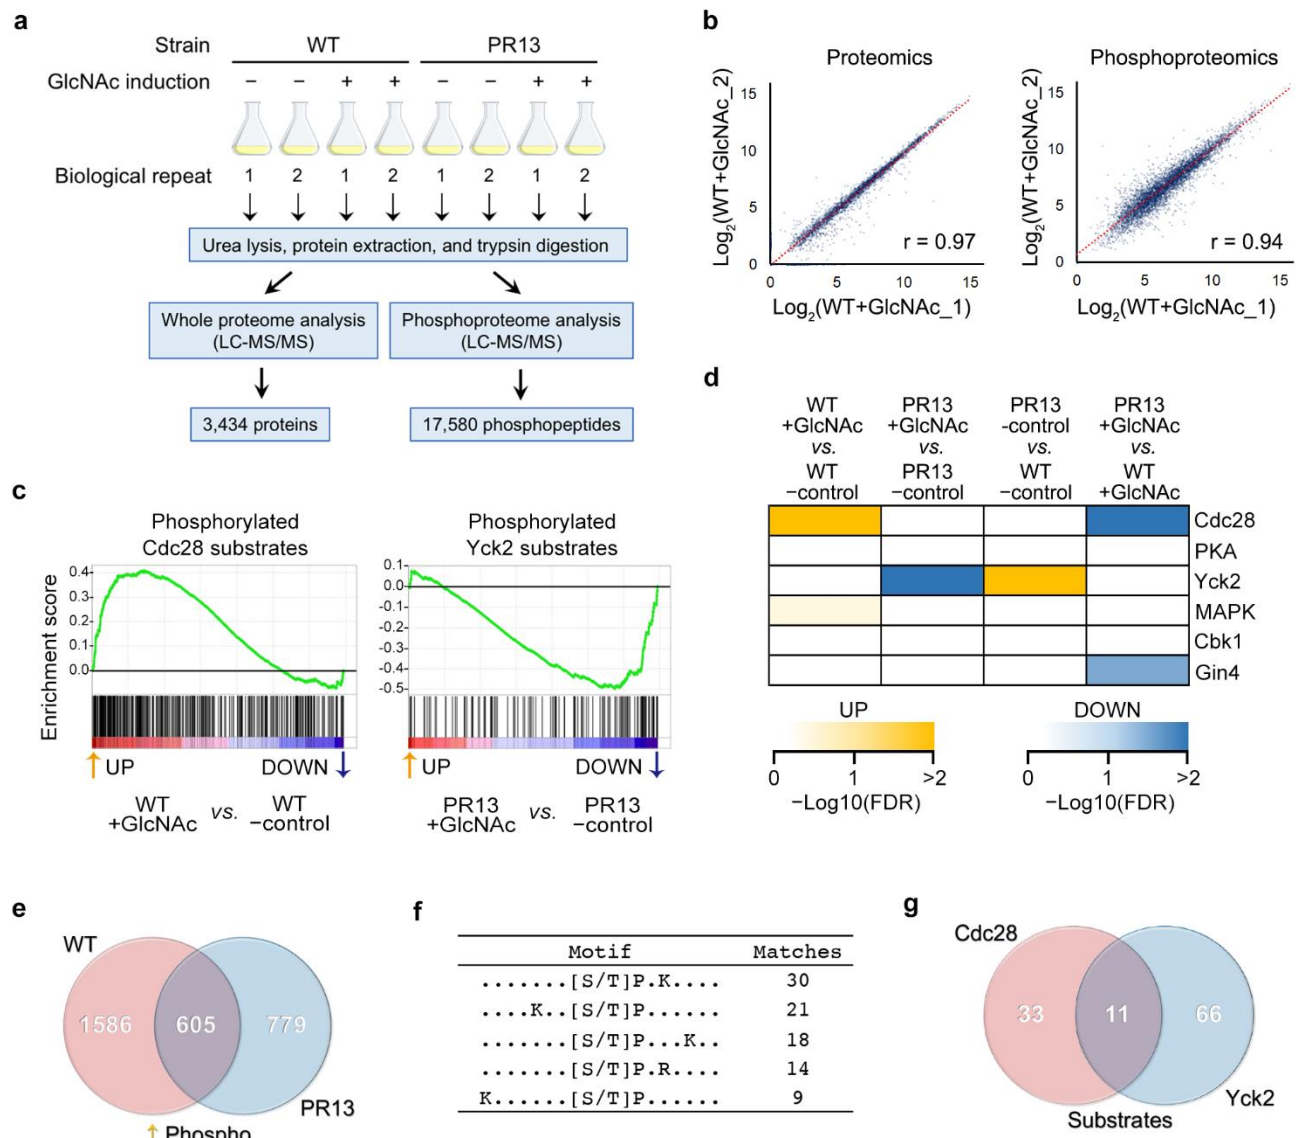 a
Strain WT PR13
GlcNAc induction − − + + − − + +
Biological repeat 1 2 1 2 1 2 1 2
Urea lysis, protein extraction, and trypsin digestion
Whole proteome analysis
(LC-MS/MS)
Phosphoproteome analysis
(LC-MS/MS)
3,434 proteins
17,580 phosphopeptides
b
Proteomics
Log2(WT+GlcNAc_2)
15
10
5
0
r = 0.97
0 5 10 15
Log2(WT+GlcNAc_1)
Phosphoproteomics
Log2(WT+GlcNAc_2)
15
10
5
0
r = 0.94
0 5 10 15
Log2(WT+GlcNAc_1)
c
Phosphorylated
Cdc28 substrates
Enrichment score
0.4
0.3
0.2
0.1
0.0
UP DOWN
WT
+GlcNAc
vs.
WT
−control
Phosphorylated
Yck2 substrates
0.1
0.0
-0.1
-0.2
-0.3
-0.4
-0.5
UP DOWN
PR13
+GlcNAc
vs.
PR13
−control
d
WT
+GlcNAc
vs.
WT
−control
PR13
+GlcNAc
vs.
PR13
−control
PR13
-control
vs.
WT
−control
PR13
+GlcNAc
vs.
WT
+GlcNAc
Cdc28
PKA
Yck2
MAPK
Cbk1
Gin4
UP
0 1 >2
−Log10(FDR)
DOWN
0 1 >2
−Log10(FDR)
e
WT
1586 605 779
PR13
Phospho
f
Motif Matches
.......[S/T]P.K.... 30
....K..[S/T]P...... 21
.......[S/T]P...K.. 18
.......[S/T]P.R.... 14
K......[S/T]P...... 9
g
Cdc28
33 11 66
Yck2
Substrates